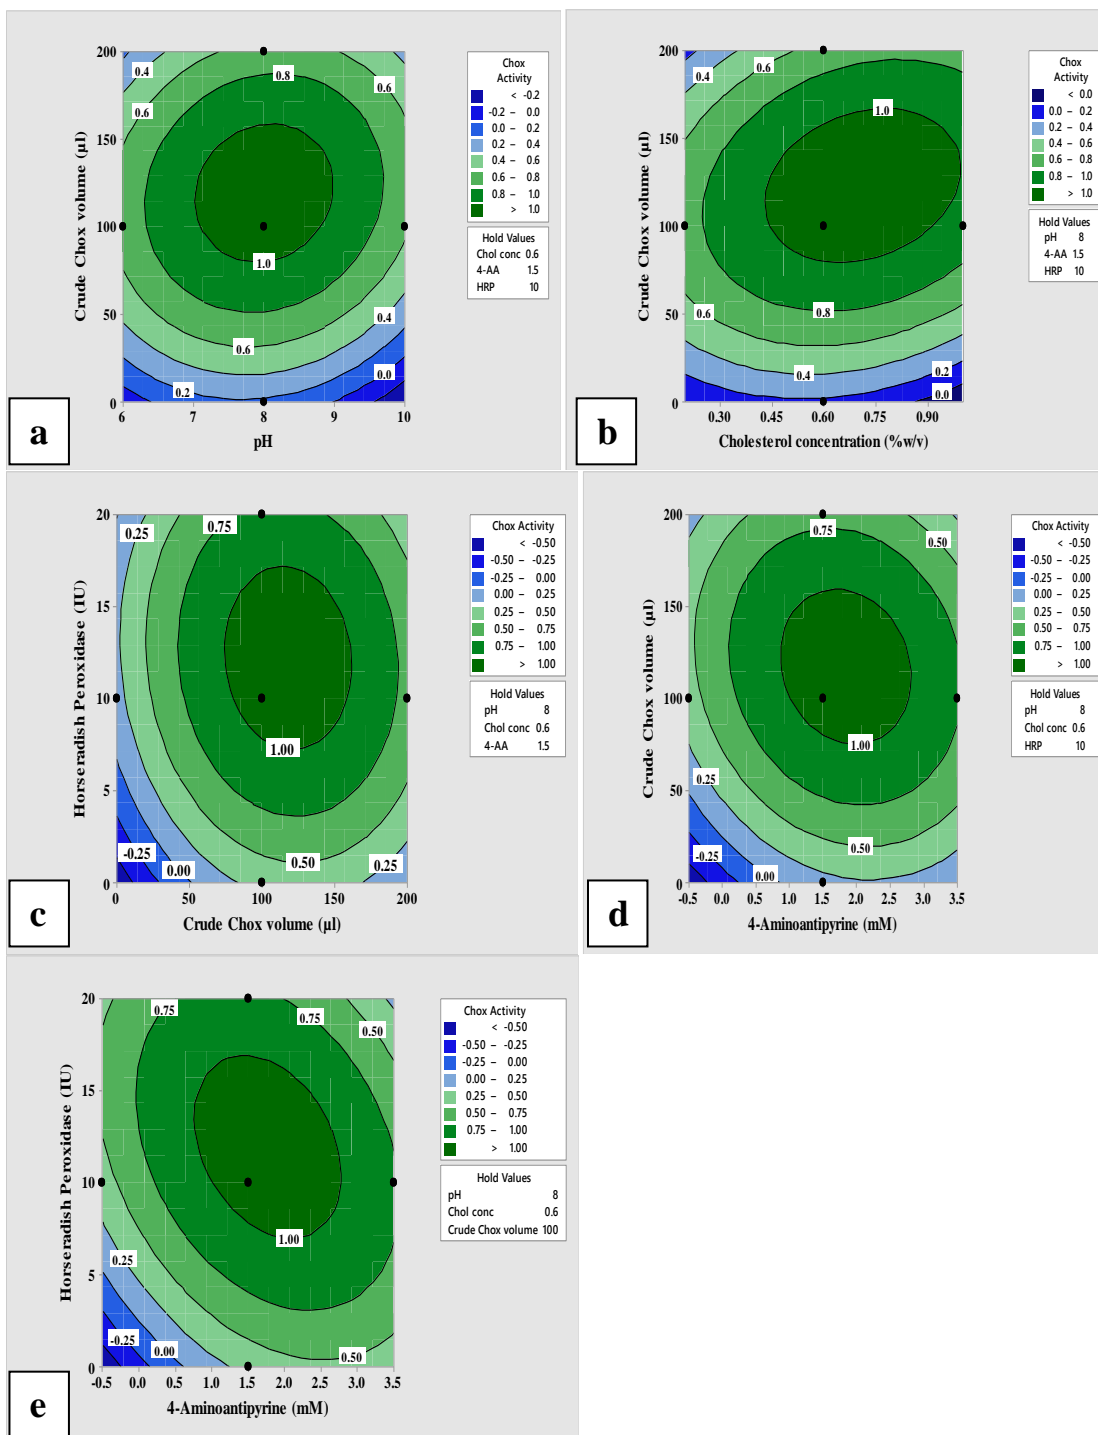 200
150
100
50
0
Crude Chox volume (µl)
0.4
0.6
0.8
0.6
1.0
0.6
0.4
0.2
0.0
6 7 8 9 10
pH
Chox
Activity
< -0.2
-0.2 – 0.0
0.0 – 0.2
0.2 – 0.4
0.4 – 0.6
0.6 – 0.8
0.8 – 1.0
> 1.0
Hold Values
Chol conc 0.6
4-AA 1.5
HRP 10
a
200
150
100
50
0
Crude Chox volume (µl)
0.4
0.6
1.0
0.6
0.8
0.4
0.2
0.0
0.30 0.45 0.60 0.75 0.90
Cholesterol concentration (%w/v)
Chox
Activity
< 0.0
0.0 – 0.2
0.2 – 0.4
0.4 – 0.6
0.6 – 0.8
0.8 – 1.0
> 1.0
Hold Values
pH 8
4-AA 1.5
HRP 10
b
20
15
10
5
0
Horseradish Peroxidase (IU)
0.25
0.75
1.00
-0.25
0.00
0.50
0.25
0 50 100 150 200
Crude Chox volume (µl)
Chox Activity
< -0.50
-0.50 – -0.25
-0.25 – 0.00
0.00 – 0.25
0.25 – 0.50
0.50 – 0.75
0.75 – 1.00
> 1.00
Hold Values
pH 8
Chol conc 0.6
4-AA 1.5
c
200
150
100
50
0
Crude Chox volume (µl)
0.75
0.50
1.00
0.25
-0.25
0.00
0.50
-0.5 0.0 0.5 1.0 1.5 2.0 2.5 3.0 3.5
4-Aminoantipyrine (mM)
Chox Activity
< -0.50
-0.50 – -0.25
-0.25 – 0.00
0.00 – 0.25
0.25 – 0.50
0.50 – 0.75
0.75 – 1.00
> 1.00
Hold Values
pH 8
Chol conc 0.6
HRP 10
d
20
15
10
5
0
Horseradish Peroxidase (IU)
0.75
0.75
0.50
1.00
0.25
-0.25
0.00
0.50
-0.5 0.0 0.5 1.0 1.5 2.0 2.5 3.0 3.5
4-Aminoantipyrine (mM)
Chox Activity
< -0.50
-0.50 – -0.25
-0.25 – 0.00
0.00 – 0.25
0.25 – 0.50
0.50 – 0.75
0.75 – 1.00
> 1.00
Hold Values
pH 8
Chol conc 0.6
Crude Chox volume 100
e